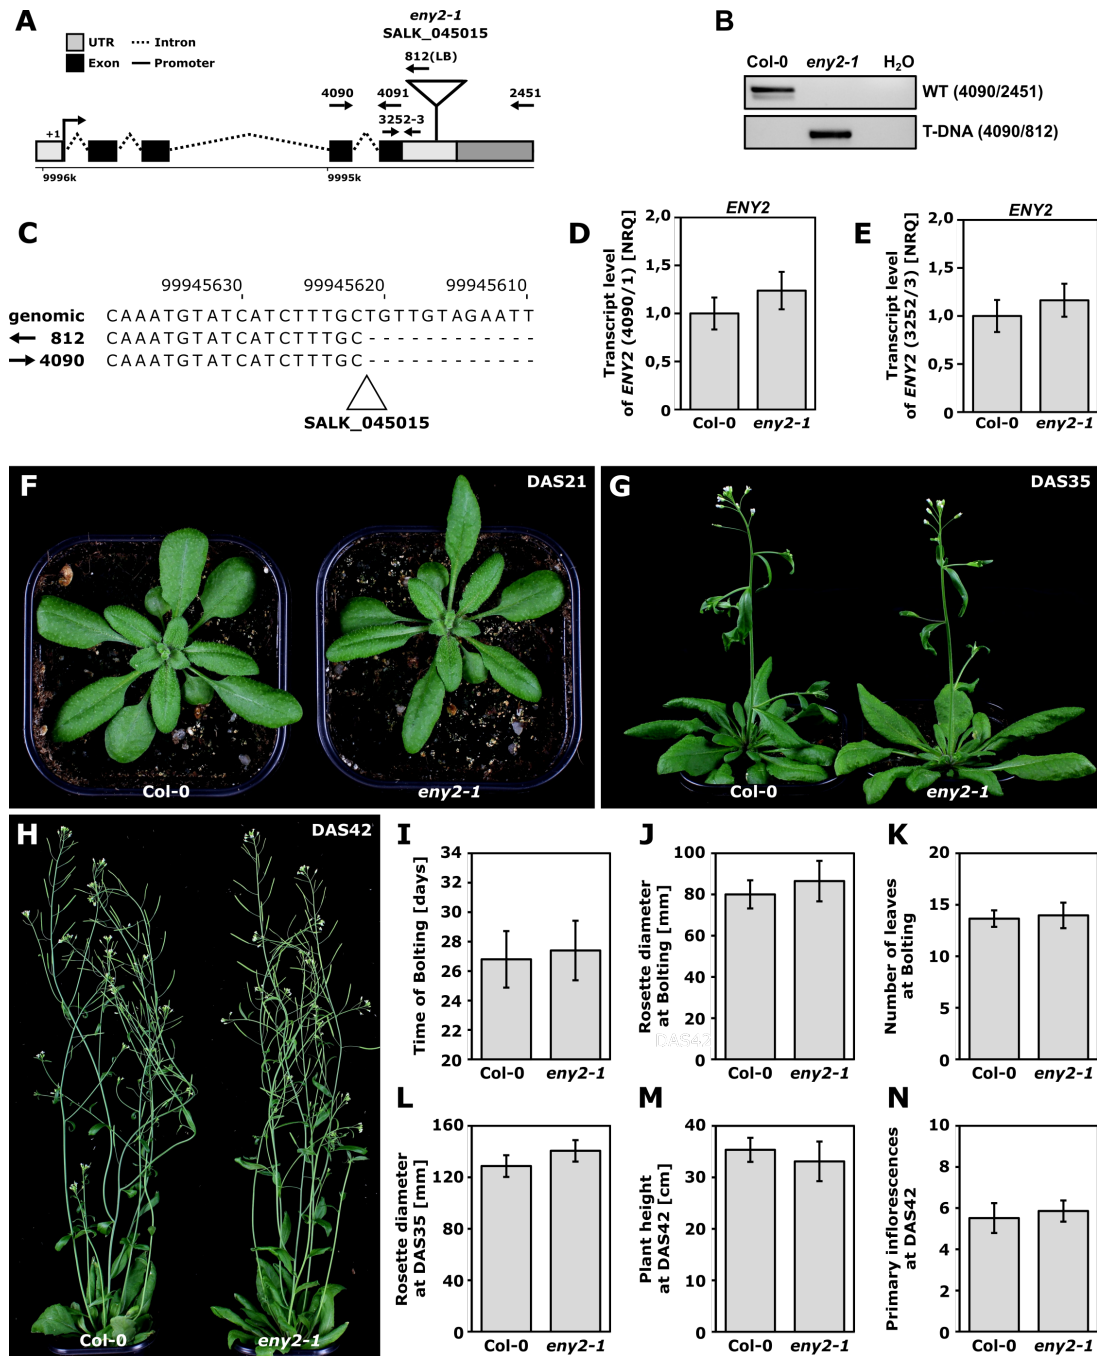 A
eny2-1
SALK_045015
UTR
Intron
Exon
Promoter
812(LB)
4090
4091
2451
3252-3
+1
9996k
9995k
B
Col-0 eny2-1 H2O
WT (4090/2451)
T-DNA (4090/812)
C
99945630 99945620 99945610
genomic CAAATGTATCATCTTTGCTGTTGTAGAATT
812 CAAATGTATCATCTTTGC------------
4090 CAAATGTATCATCTTTGC------------
SALK_045015
D
ENY2
Transcript level
of ENY2 (4090/1) [NRQ]
2,0
1,5
1,0
0,5
0
Col-0 eny2-1
E
ENY2
Transcript level
of ENY2 (3252/3) [NRQ]
2,0
1,5
1,0
0,5
0
Col-0 eny2-1
F
DAS21
Col-0
eny2-1
G
DAS35
Col-0
eny2-1
H
DAS42
Col-0
eny2-1
I
Time of Bolting [days]
34
32
30
28
26
24
22
20
Col-0 eny2-1
J
Rosette diameter
at Bolting [mm]
100
80
60
40
20
0
DAS42
Col-0 eny2-1
K
Number of leaves
at Bolting
20
15
10
5
0
Col-0 eny2-1
L
Rosette diameter
at DAS35 [mm]
160
120
80
40
0
Col-0 eny2-1
M
Plant height
at DAS42 [cm]
40
30
20
10
0
Col-0 eny2-1
N
Primary inflorescences
at DAS42
10
8
6
4
2
0
Col-0 eny2-1